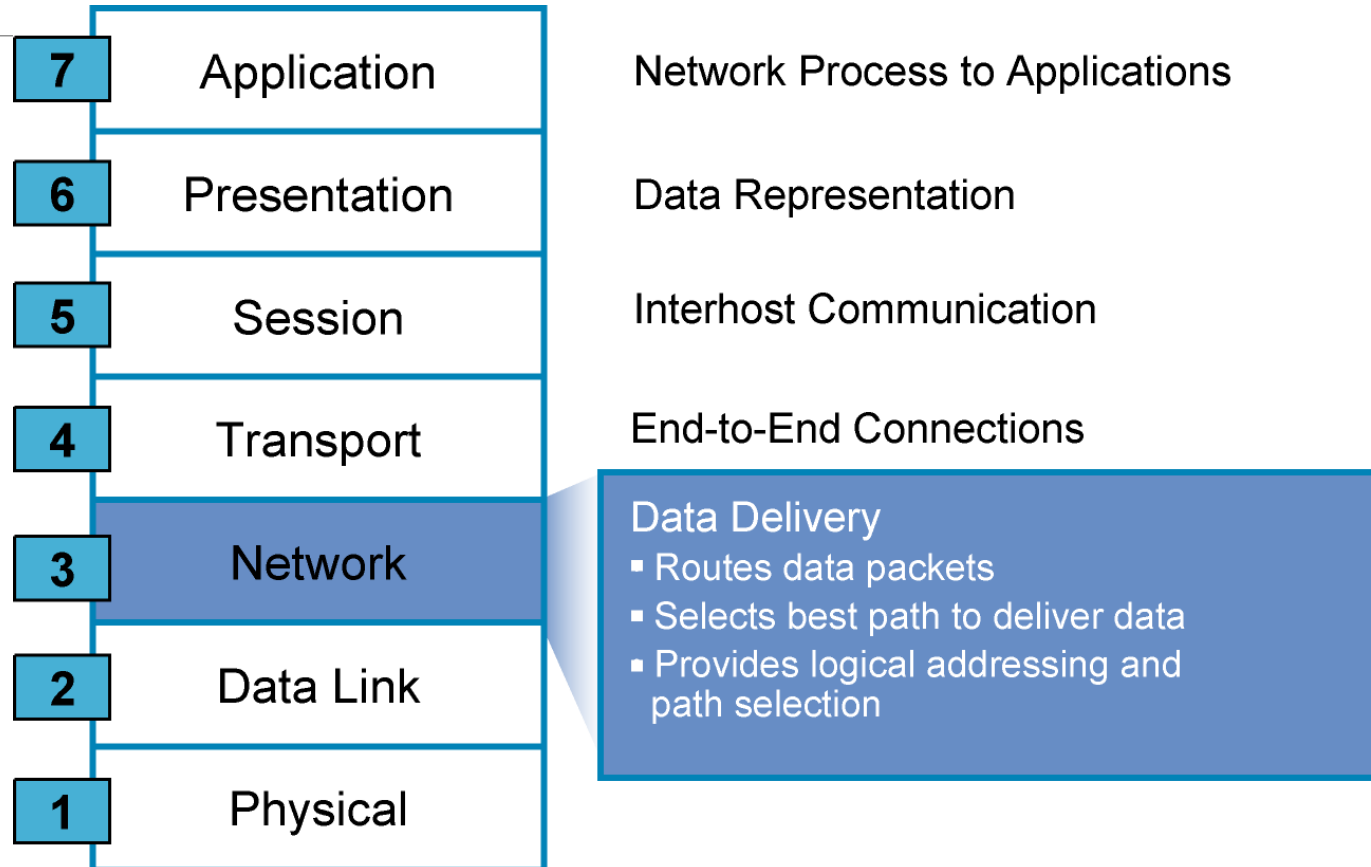 7 Application Network Process to Applications
6 Presentation Data Representation
5 Session Interhost Communication
4 Transport End-to-End Connections
3 Network
Data Delivery
▪ Routes data packets
▪ Selects best path to deliver data
▪ Provides logical addressing and
path selection
2 Data Link
1 Physical